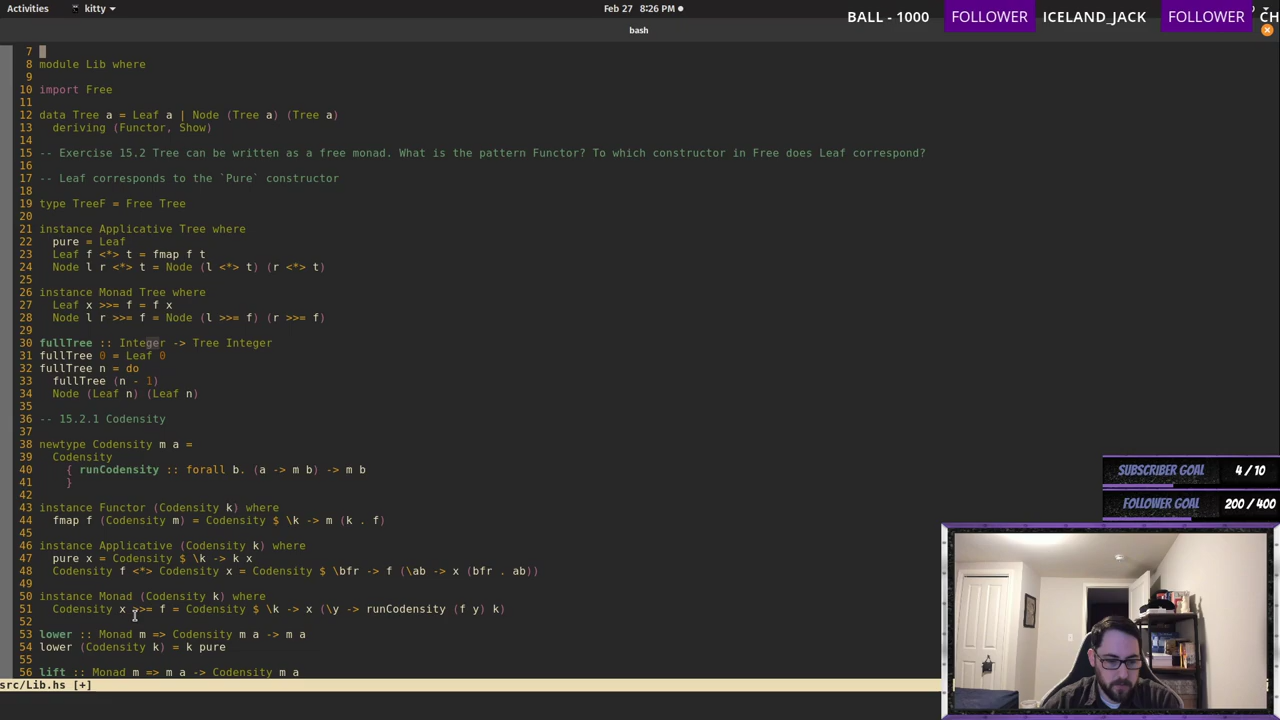 Activities kitty Feb 27 8:26 PM
bash
BALL - 1000 FOLLOWER ICELAND_JACK FOLLOWER CH
7
8 module Lib where
9
10 import Free
11
12 data Tree a = Leaf a | Node (Tree a) (Tree a)
13 deriving (Functor, Show)
14
15 -- Exercise 15.2 Tree can be written as a free monad. What is the pattern Functor? To which constructor in Free does Leaf correspond?
16
17 -- Leaf corresponds to the `Pure` constructor
18
19 type TreeF = Free Tree
20
21 instance Applicative Tree where
22 pure = Leaf
23 Leaf f <*> t = fmap f t
24 Node l r <*> t = Node (l <*> t) (r <*> t)
25
26 instance Monad Tree where
27 Leaf x >>= f = f x
28 Node l r >>= f = Node (l >>= f) (r >>= f)
29
30 fullTree :: Integer -> Tree Integer
31 fullTree 0 = Leaf 0
32 fullTree n = do
33 fullTree (n - 1)
34 Node (Leaf n) (Leaf n)
35
36 -- 15.2.1 Codensity
37
38 newtype Codensity m a =
39 Codensity
40 { runCodensity :: forall b. (a -> m b) -> m b
41 }
42
43 instance Functor (Codensity k) where
44 fmap f (Codensity m) = Codensity $ \k -> m (k . f)
45
46 instance Applicative (Codensity k) where
47 pure x = Codensity $ \k -> k x
48 Codensity f <*> Codensity x = Codensity $ \bfr -> f (\ab -> x (bfr . ab))
49
50 instance Monad (Codensity k) where
51 Codensity x >>= f = Codensity $ \k -> x (\y -> runCodensity (f y) k)
52
53 lower :: Monad m => Codensity m a -> m a
54 lower (Codensity k) = k pure
55
56 lift :: Monad m => m a -> Codensity m a
src/Lib.hs [+]
SUBSCRIBER GOAL 4 / 10
FOLLOWER GOAL 200 / 400